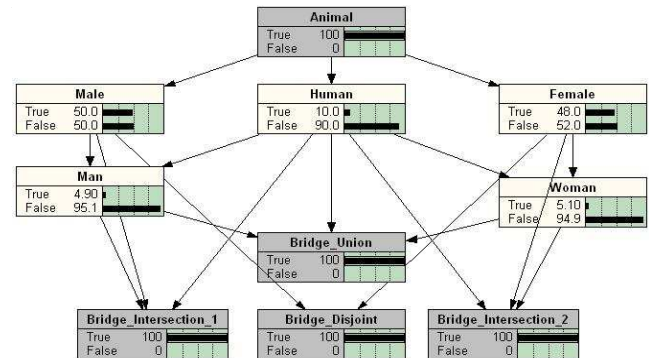 Animal
True 100
False 0
Male
True 50.0
False 50.0
Human
True 10.0
False 90.0
Female
True 48.0
False 52.0
Man
True 4.90
False 95.1
Woman
True 5.10
False 94.9
Bridge_Union
True 100
False 0
Bridge_Intersection_1
True 100
False 0
Bridge_Disjoint
True 100
False 0
Bridge_Intersection_2
True 100
False 0